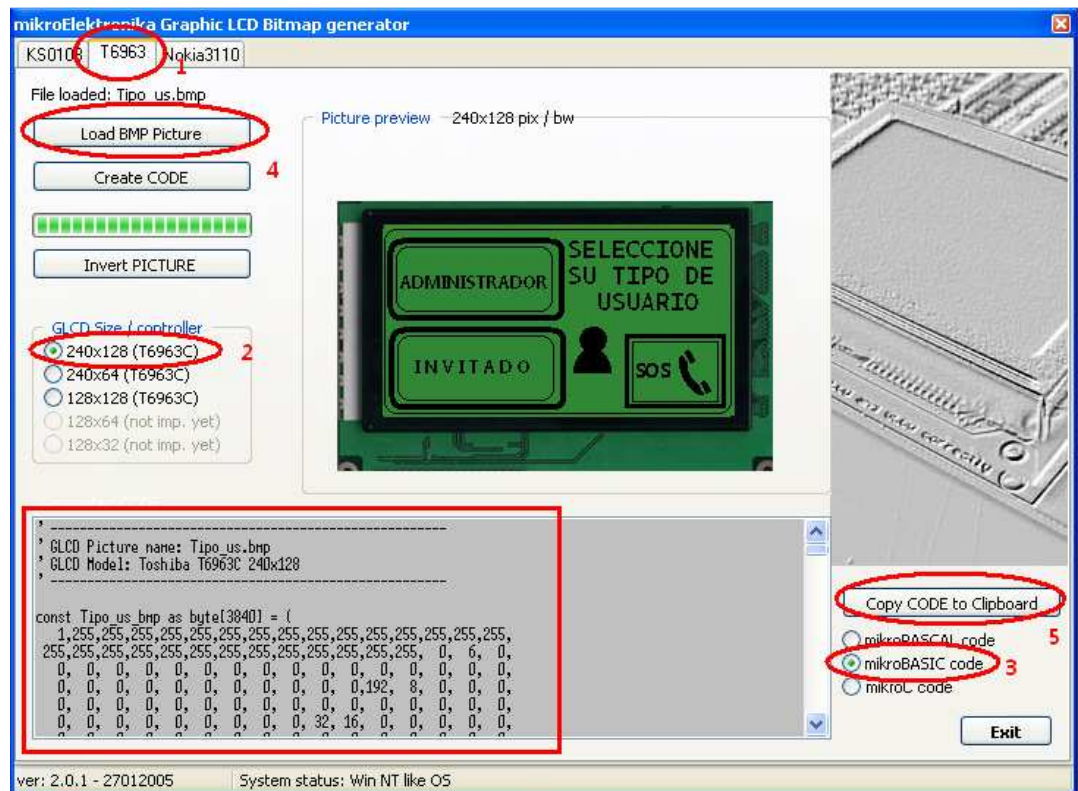 mikroElektronika Graphic LCD Bitmap generator
KS0108 T6963 Nokia3110
1
File loaded: Tipo_us.bmp
Load BMP Picture
4
Create CODE
Invert PICTURE
GLCD Size / controller
240x128 (T6963C)
2
240x64 (T6963C)
128x128 (T6963C)
128x64 (not imp. yet)
128x32 (not imp. yet)
Picture preview 240x128 pix / bw
ADMINISTRADOR
SELECCIONE
SU TIPO DE
USUARIO
INVITADO
SOS
' ------------------------------------------------------
' GLCD Picture name: Tipo_us.bmp
' GLCD Model: Toshiba T6963C 240x128
' ------------------------------------------------------
const Tipo_us_bmp as byte[3840] = (
1,255,255,255,255,255,255,255,255,255,255,255,255,255,255,
255,255,255,255,255,255,255,255,255,255,255,255, 0, 6, 0,
0, 0, 0, 0, 0, 0, 0, 0, 0, 0, 0, 0, 0, 0, 0, 0,
0, 0, 0, 0, 0, 0, 0, 0, 0, 0,192, 8, 0, 0, 0,
0, 0, 0, 0, 0, 0, 0, 0, 0, 0, 0, 0, 0, 0, 0, 0,
0, 0, 0, 0, 0, 0, 0, 0, 0, 32, 16, 0, 0, 0, 0, 0,
Copy CODE to Clipboard
5
mikroPASCAL code
mikroBASIC code
3
mikroC code
Exit
ver: 2.0.1 - 27012005 System status: Win NT like OS